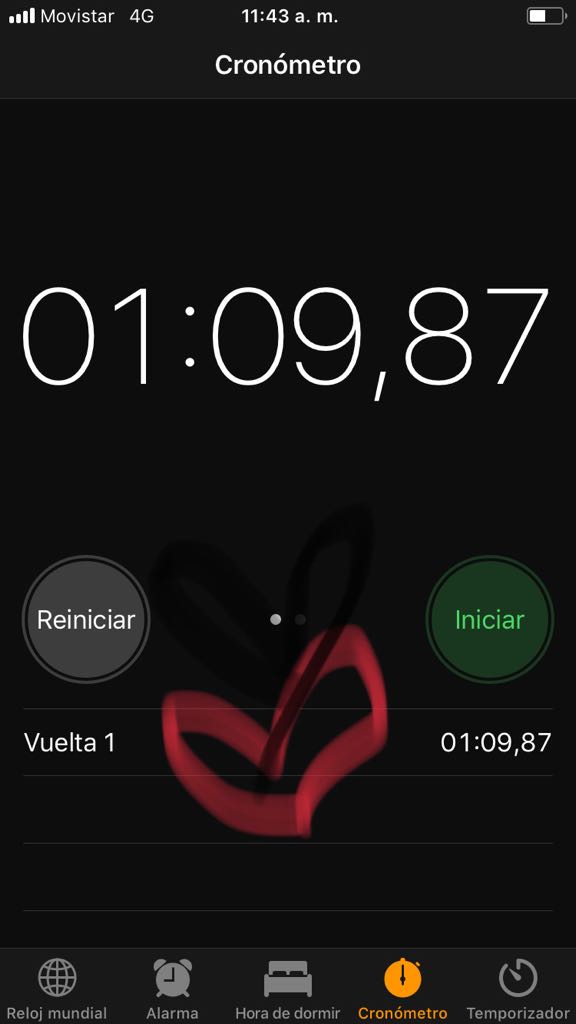 Movistar 4G 11:43 a. m.
Cronómetro
01:09,87
Reiniciar Iniciar
Vuelta 1 01:09,87
Reloj mundial Alarma Hora de dormir Cronómetro Temporizador